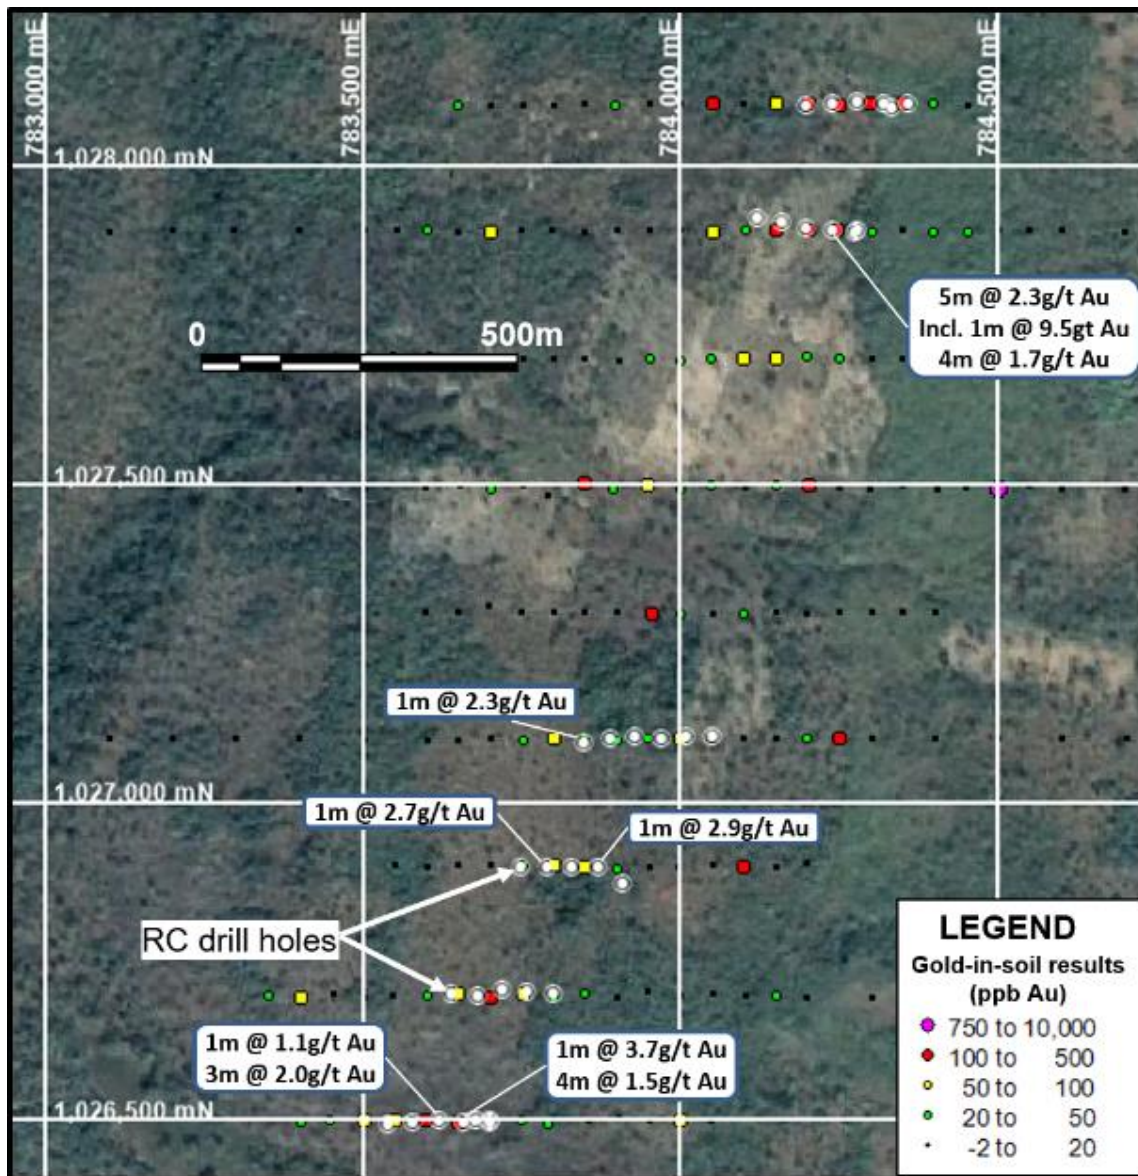 783,000 mE
783,500 mE
784,000 mE
784,500 mE
1,028,000 mN
5m @ 2.3g/t Au
Incl. 1m @ 9.5gt Au
4m @ 1.7g/t Au
0 500m
1,027,500 mN
1m @ 2.3g/t Au
1,027,000 mN
1m @ 2.7g/t Au
1m @ 2.9g/t Au
RC drill holes
1m @ 1.1g/t Au
3m @ 2.0g/t Au
1m @ 3.7g/t Au
4m @ 1.5g/t Au
1,026,500 mN
LEGEND
Gold-in-soil results
(ppb Au)
750 to 10,000
100 to 500
50 to 100
20 to 50
-2 to 20